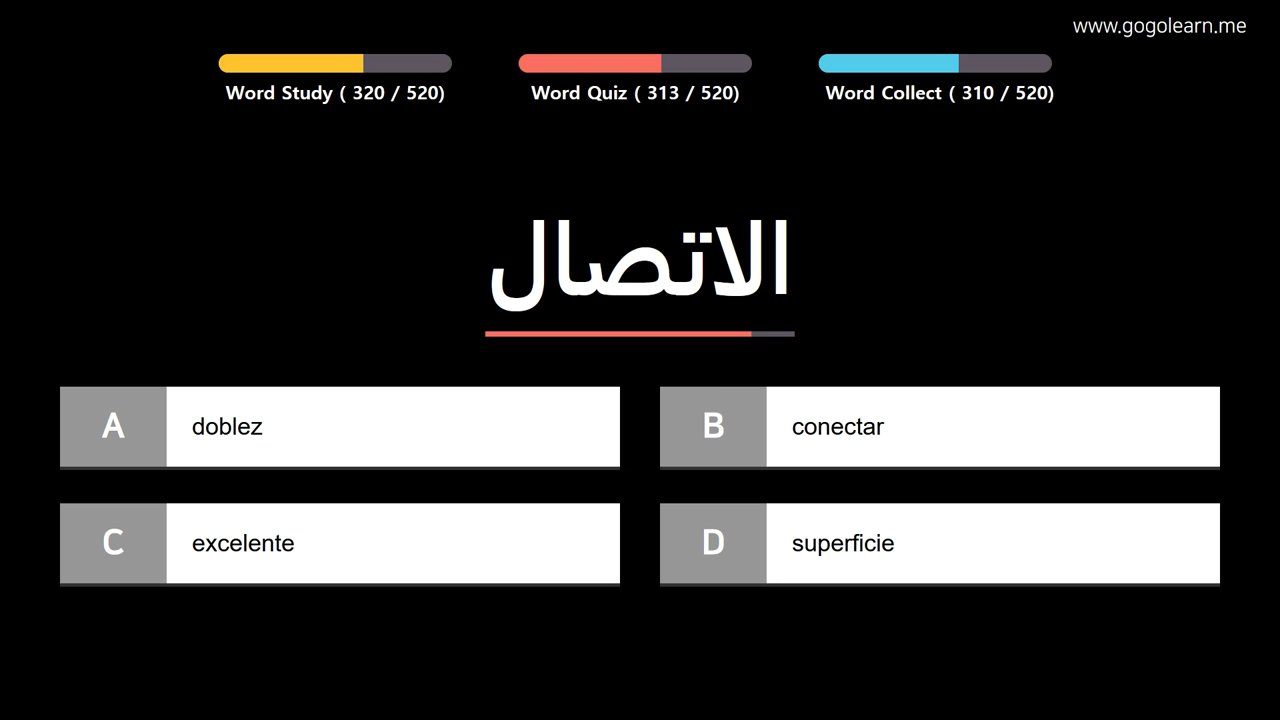 www.gogolearn.me
Word Study ( 320 / 520)
Word Quiz ( 313 / 520)
Word Collect ( 310 / 520)
الاتصال
A doblez
B conectar
C excelente
D superficie